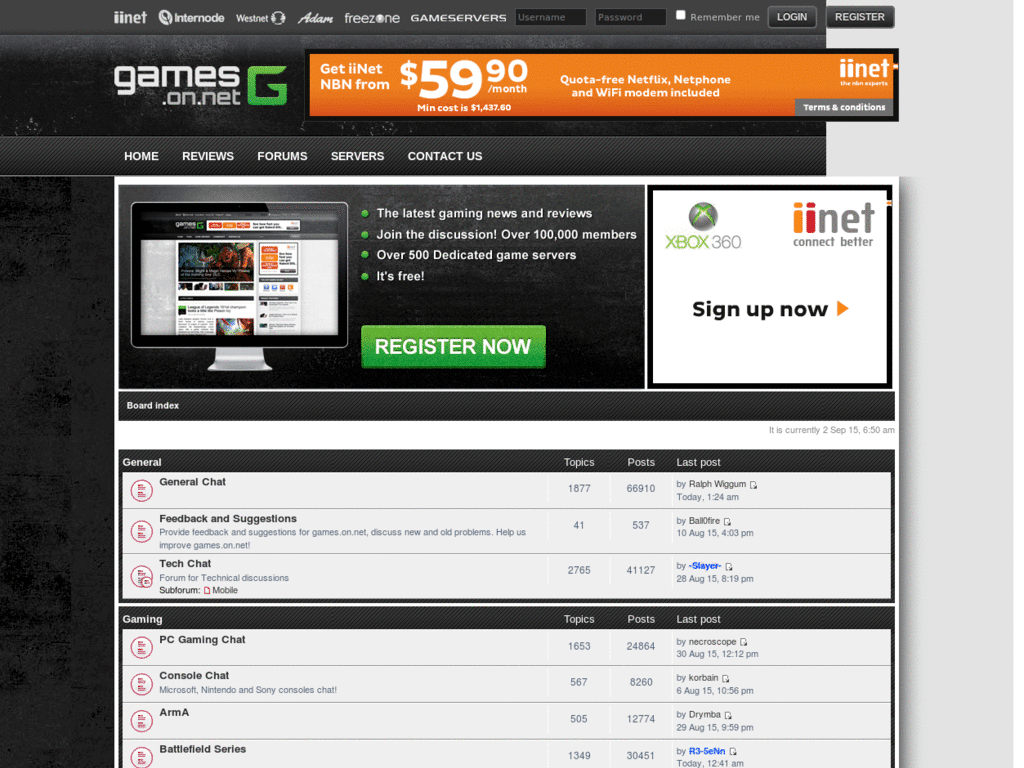 iinet Internode Westnet Adam freezone GAMESERVERS Username Password Remember me LOGIN REGISTER
games
.on.net G
Get iiNet
NBN from $59 90 /month
Min cost is $1,437.60
Quota-free Netflix, Netphone
and WiFi modem included
iinet
the nbn experts
Terms & conditions
HOME REVIEWS FORUMS SERVERS CONTACT US
The latest gaming news and reviews
Join the discussion! Over 100,000 members
Over 500 Dedicated game servers
It's free!
REGISTER NOW
XBOX 360
iinet
connect better
Sign up now
Board index
It is currently 2 Sep 15, 6:50 am
General Topics Posts Last post
General Chat 1877 66910 by Ralph Wiggum
Today, 1:24 am
Feedback and Suggestions 41 537 by Ball0fire
Provide feedback and suggestions for games.on.net, discuss new and old problems. Help us 10 Aug 15, 4:03 pm
improve games.on.net!
Tech Chat 2765 41127 by -Slayer-
Forum for Technical discussions 28 Aug 15, 8:19 pm
Subforum: Mobile
Gaming Topics Posts Last post
PC Gaming Chat 1653 24864 by necroscope
30 Aug 15, 12:12 pm
Console Chat 567 8260 by korbain
Microsoft, Nintendo and Sony consoles chat! 6 Aug 15, 10:56 pm
ArmA 505 12774 by Drymba
29 Aug 15, 9:59 pm
Battlefield Series 1349 30451 by R3-5eNn
Today, 12:41 am